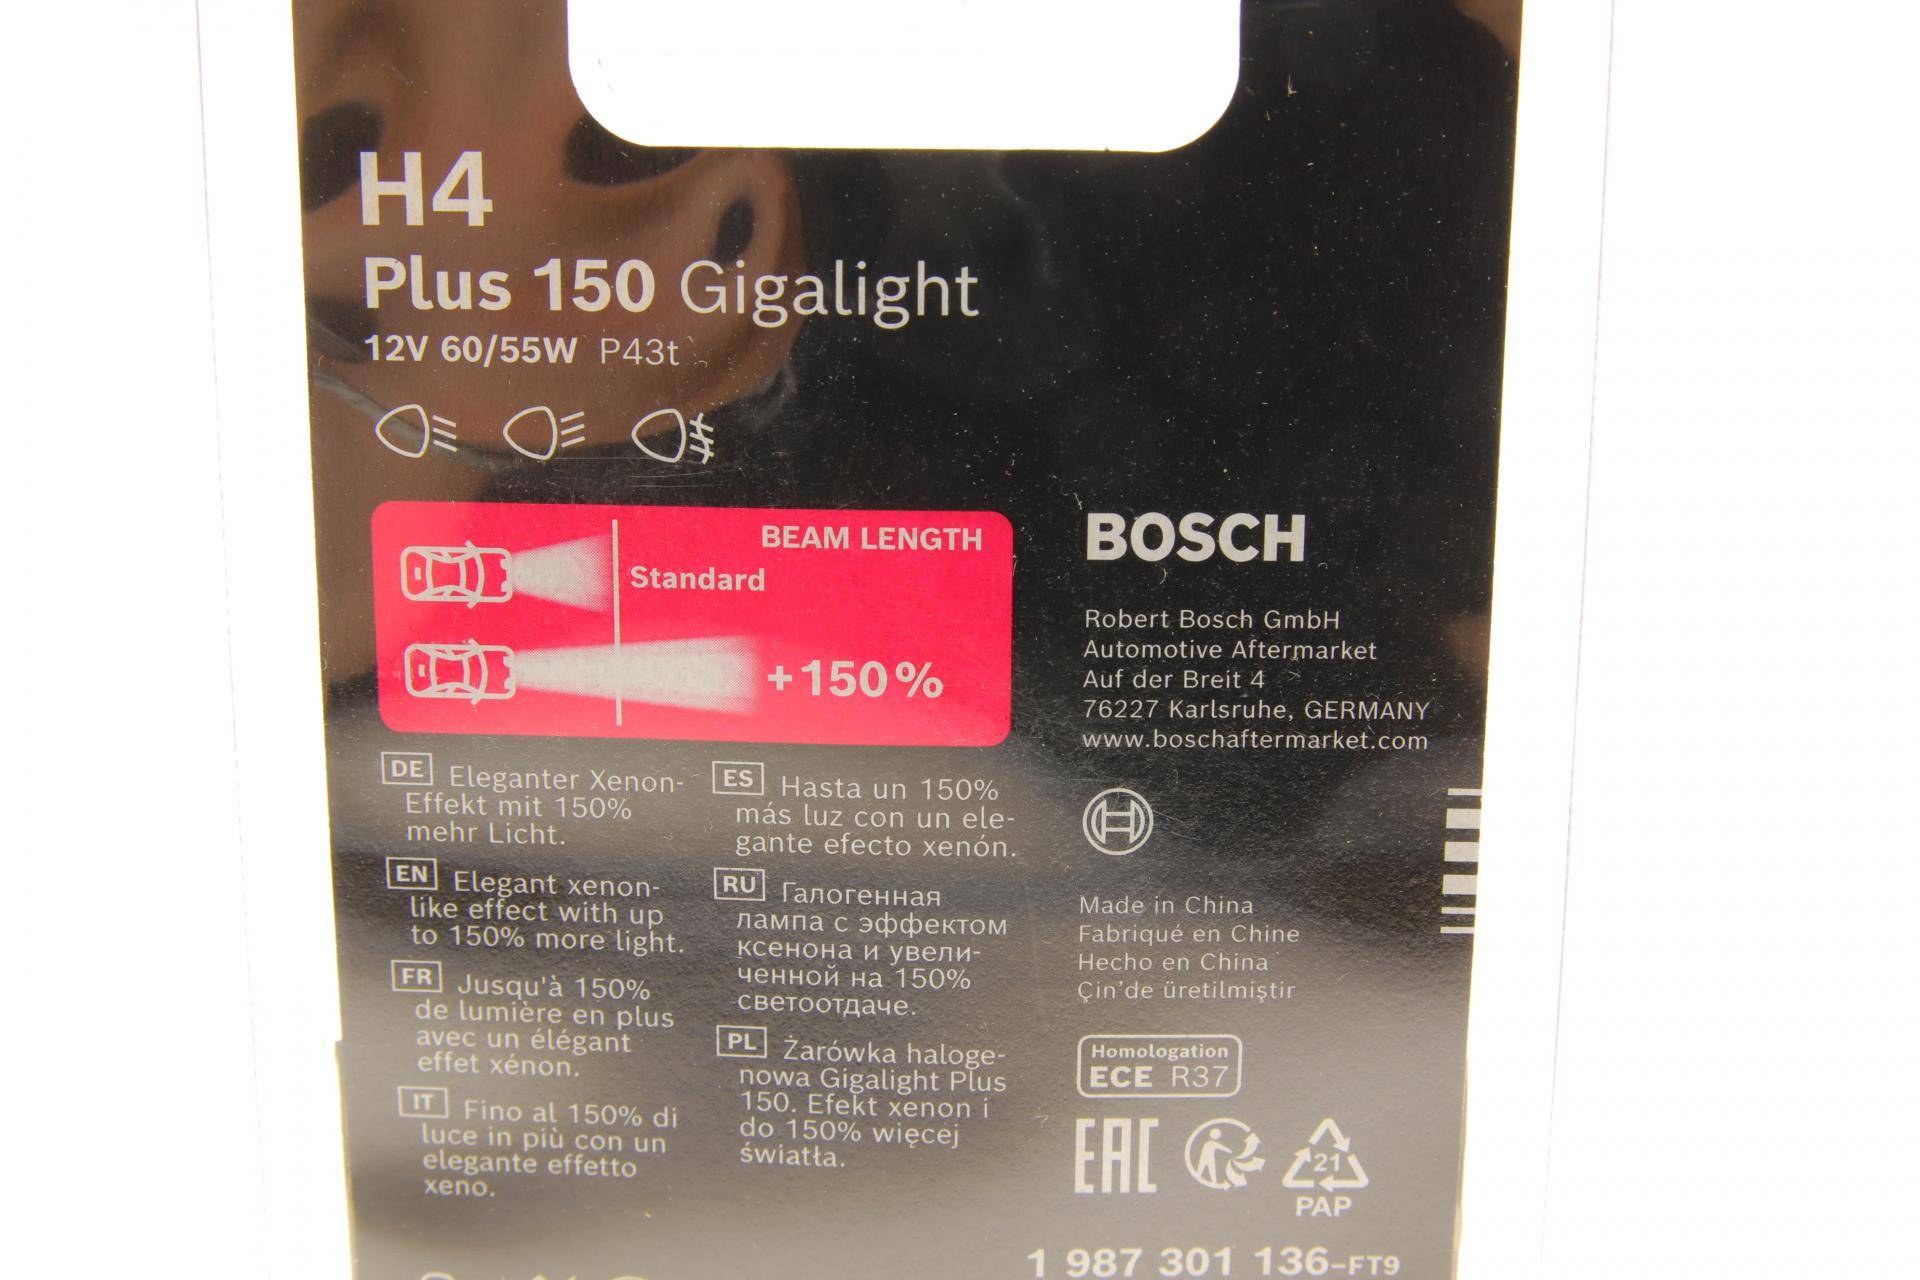 H4
Plus 150 Gigalight
12V 60/55W P43t
BEAM LENGTH
Standard
+150%
DE Eleganter Xenon-
Effekt mit 150%
mehr Licht.
EN Elegant xenon-
like effect with up
to 150% more light.
FR Jusqu'à 150%
de lumière en plus
avec un élégant
effet xénon.
IT Fino al 150% di
luce in più con un
elegante effetto
xeno.
ES Hasta un 150%
más luz con un ele-
gante efecto xenón.
RU Галогенная
лампа с эффектом
ксенона и увели-
ченной на 150%
светоотдаче.
PL Żarówka haloge-
nowa Gigalight Plus
150. Efekt xenon i
do 150% więcej
światła.
BOSCH
Robert Bosch GmbH
Automotive Aftermarket
Auf der Breit 4
76227 Karlsruhe, GERMANY
www.boschaftermarket.com
Made in China
Fabriqué en Chine
Hecho en China
Çin'de üretilmiştir
Homologation
ECE R37
EAC
21
PAP
1 987 301 136-FT9